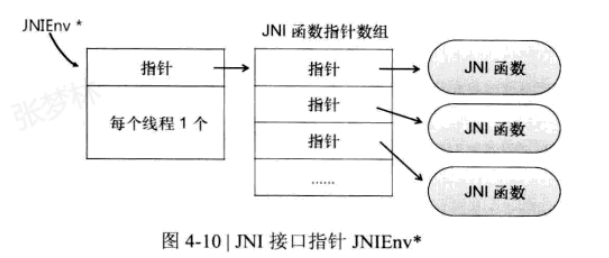 JNIEnv *
JNI 函数指针数组
指针
每个线程 1 个
指针
指针
指针
......
JNI 函数
JNI 函数
JNI 函数
张梦林
图 4-10 | JNI 接口指针 JNIEnv*